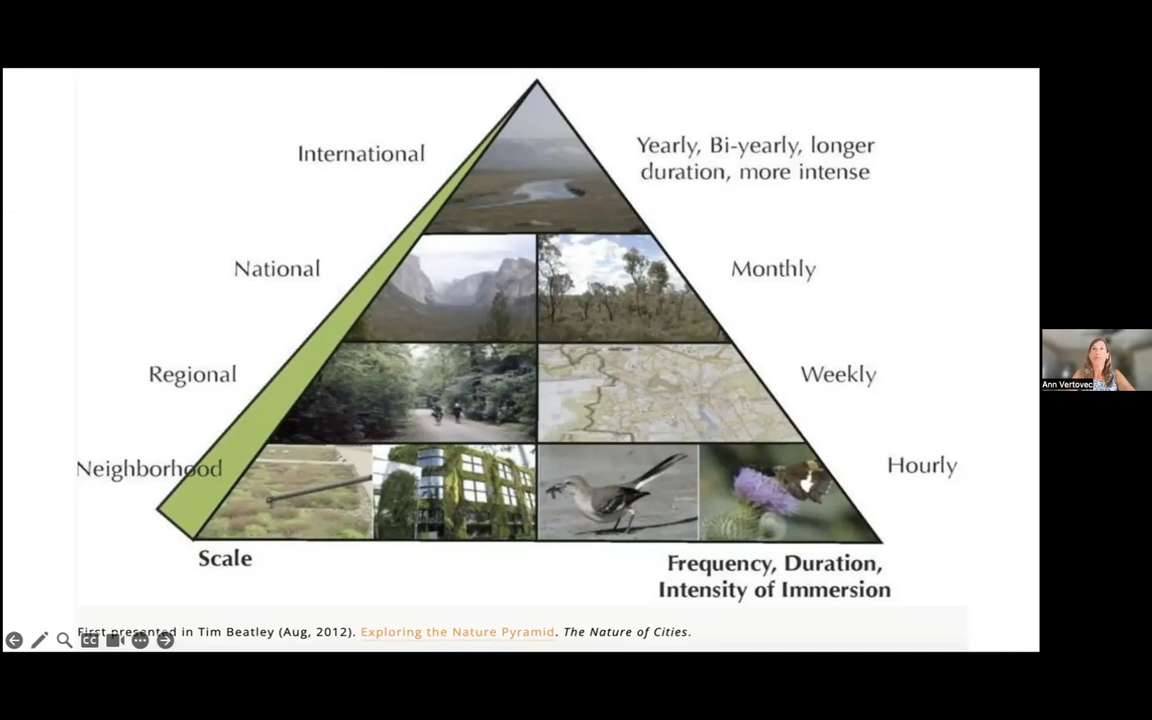 International
Yearly, Bi-yearly, longer
duration, more intense
National
Monthly
Regional
Weekly
Neighborhood
Hourly
Scale
Frequency, Duration,
Intensity of Immersion
First presented in Tim Beatley (Aug, 2012). Exploring the Nature Pyramid. The Nature of Cities.
CC
Ann Vertovec